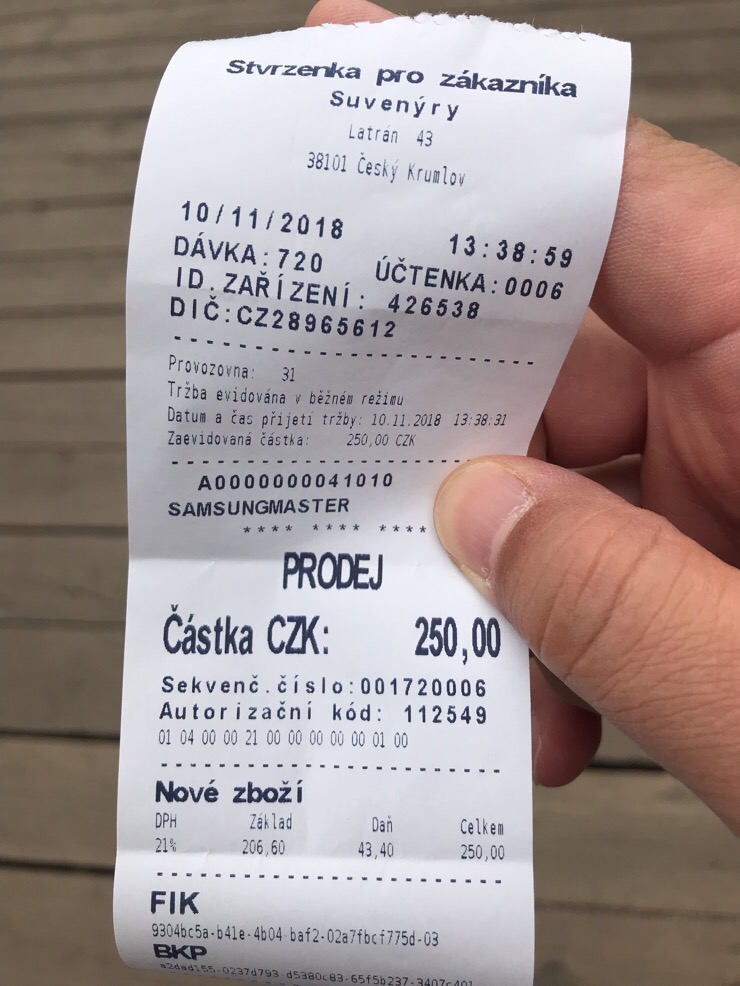 Stvrzenka pro zákazníka
Suvenýry
Latrán 43
38101 Český Krumlov
10/11/2018 13:38:59
DÁVKA:720 ÚČTENKA:0006
ID. ZAŘÍZENÍ: 426538
DIČ:CZ28965612
Provozovna: 31
Tržba evidována v běžném režimu
Datum a čas přijetí tržby: 10.11.2018 13:38:31
Zaevidovaná částka: 250,00 CZK
A0000000041010
SAMSUNGMASTER
**** **** ****
PRODEJ
Částka CZK: 250,00
Sekvenč.číslo:001720006
Autorizační kód: 112549
01 04 00 00 21 00 00 00 00 00 01 00
Nové zboží
DPH Základ Daň Celkem
21% 206,60 43,40 250,00
FIK
9304bc5a-b41e-4b04-baf2-02a7fbcf775d-03
BKP